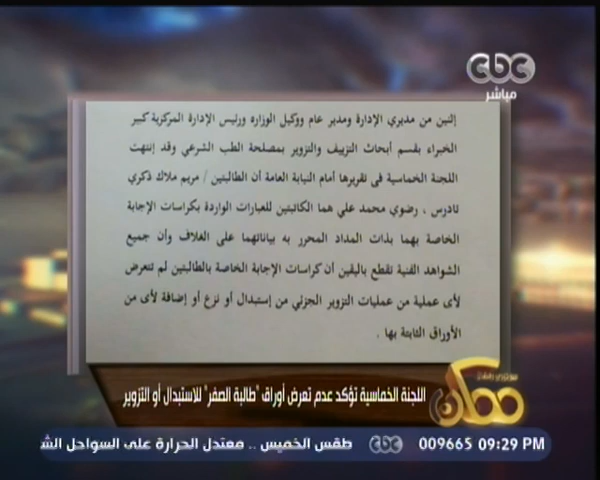 cbc
مباشر
إثنين من مديري الإدارة ومدير عام ووكيل الوزاره ورئيس الإدارة المركزية كبير
الخبراء بقسم أبحاث التزييف والتزوير بمصلحة الطب الشرعي وقد إنتهت
اللجنة الخماسية فى تقريرها أمام النيابة العامة أن الطالبتين / مريم ملاك ذكري
تادرس ، رضوي محمد علي هما الكاتبتين للعبارات الواردة بكراسات الإجابة
الخاصة بهما بذات المداد المحرر به بياناتهما على الغلاف وأن جميع
الشواهد الفنية تقطع باليقين أن كراسات الإجابة الخاصة بالطالبتين لم تتعرض
لأى عملية من عمليات التزوير الجزئي من إستبدال أو نزع أو إضافة لأى من
الأوراق الثابتة بها .
اللجنة الخماسية تؤكد عدم تعرض أوراق "طالبة الصفر" للاستبدال أو التزوير
ممكن
طقس الخميس .. معتدل الحرارة على السواحل الش
cbc
009665 09:29 PM